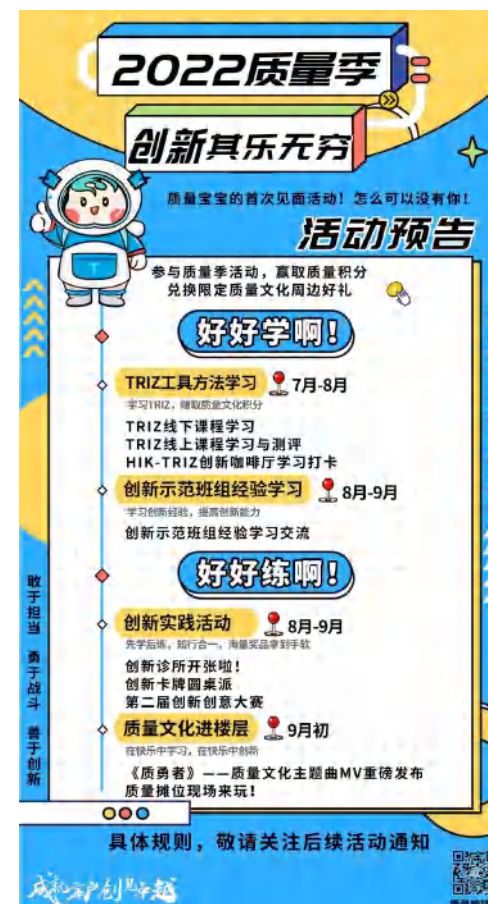 2022质量季
创新其乐无穷
质量宝宝的首次见面活动！怎么可以没有你！
活动预告
参与质量季活动，赢取质量积分
兑换限定质量文化周边好礼
好好学啊！
TRIZ工具方法学习 7月-8月
学习TRIZ，赚取质量文化积分
TRIZ线下课程学习
TRIZ线上课程学习与测评
HIK-TRIZ创新咖啡厅学习打卡
创新示范班组经验学习 8月-9月
学习创新经验，提高创新能力
创新示范班组经验学习交流
好好练啊！
创新实践活动 8月-9月
先学后练，知行合一，海量奖品拿到手软
创新诊所开张啦！
创新卡牌圆桌派
第二届创新创意大赛
质量文化进楼层 9月初
在快乐中学习，在快乐中创新
《质勇者》——质量文化主题曲MV重磅发布
质量摊位现场来玩！
敢于担当 勇于战斗 善于创新
具体规则，敬请关注后续活动通知
成就客户 创见卓越